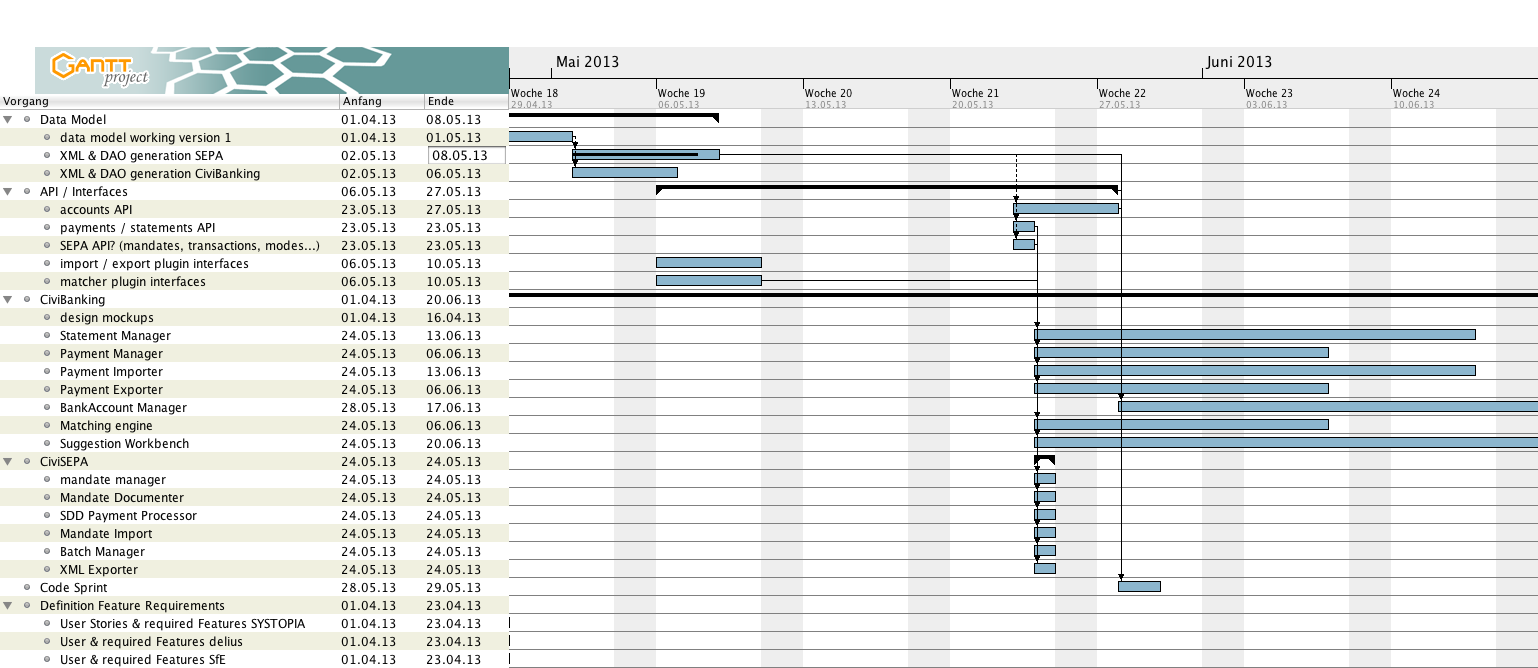 GANTT
project
Mai 2013 Juni 2013
Woche 18 Woche 19 Woche 20 Woche 21 Woche 22 Woche 23 Woche 24
29.04.13 06.05.13 13.05.13 20.05.13 27.05.13 03.06.13 10.06.13
Vorgang Anfang Ende
Data Model 01.04.13 08.05.13
data model working version 1 01.04.13 01.05.13
XML & DAO generation SEPA 02.05.13 08.05.13
XML & DAO generation CiviBanking 02.05.13 06.05.13
API / Interfaces 06.05.13 27.05.13
accounts API 23.05.13 27.05.13
payments / statements API 23.05.13 23.05.13
SEPA API? (mandates, transactions, modes...) 23.05.13 23.05.13
import / export plugin interfaces 06.05.13 10.05.13
matcher plugin interfaces 06.05.13 10.05.13
CiviBanking 01.04.13 20.06.13
design mockups 01.04.13 16.04.13
Statement Manager 24.05.13 13.06.13
Payment Manager 24.05.13 06.06.13
Payment Importer 24.05.13 13.06.13
Payment Exporter 24.05.13 06.06.13
BankAccount Manager 28.05.13 17.06.13
Matching engine 24.05.13 06.06.13
Suggestion Workbench 24.05.13 20.06.13
CiviSEPA 24.05.13 24.05.13
mandate manager 24.05.13 24.05.13
Mandate Documenter 24.05.13 24.05.13
SDD Payment Processor 24.05.13 24.05.13
Mandate Import 24.05.13 24.05.13
Batch Manager 24.05.13 24.05.13
XML Exporter 24.05.13 24.05.13
Code Sprint 28.05.13 29.05.13
Definition Feature Requirements 01.04.13 23.04.13
User Stories & required Features SYSTOPIA 01.04.13 23.04.13
User & required Features delius 01.04.13 23.04.13
User & required Features SfE 01.04.13 23.04.13